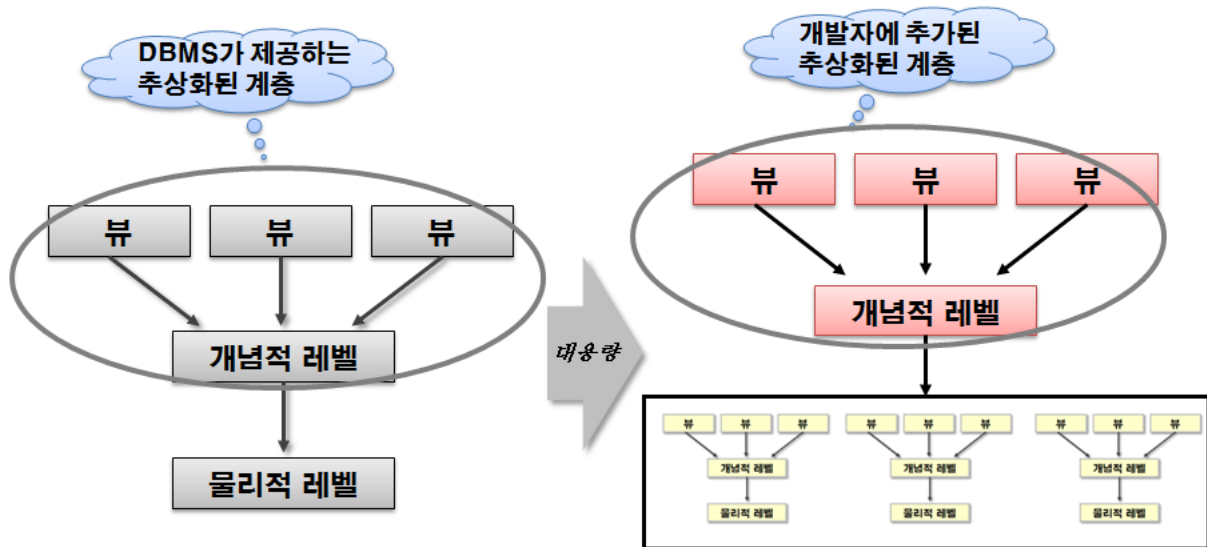 DBMS가 제공하는
추상화된 계층
뷰 뷰 뷰
개념적 레벨
물리적 레벨
대용량
개발자에 추가된
추상화된 계층
뷰 뷰 뷰
개념적 레벨
뷰 뷰 뷰 뷰 뷰 뷰 뷰 뷰 뷰
개념적 레벨 개념적 레벨 개념적 레벨
물리적 레벨 물리적 레벨 물리적 레벨